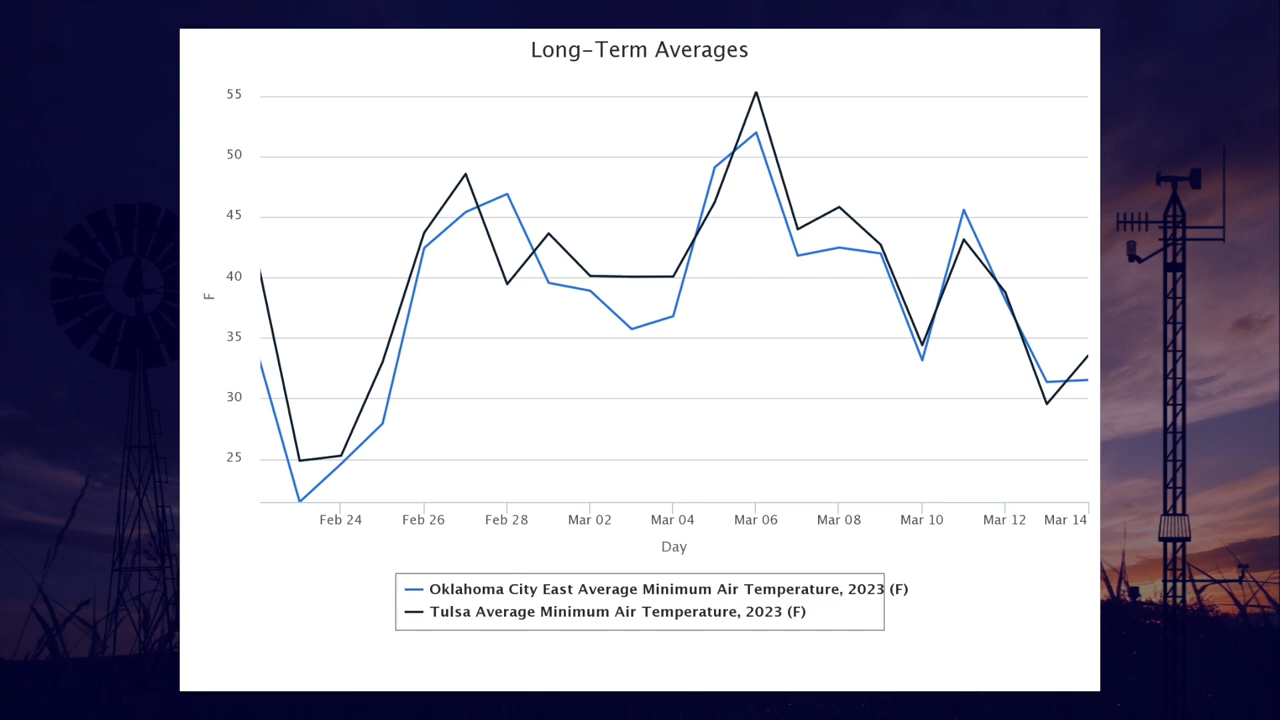 Long-Term Averages
55
50
45
40
35
30
25
F
Feb 24 Feb 26 Feb 28 Mar 02 Mar 04 Mar 06 Mar 08 Mar 10 Mar 12 Mar 14
Day
Oklahoma City East Average Minimum Air Temperature, 2023 (F)
Tulsa Average Minimum Air Temperature, 2023 (F)